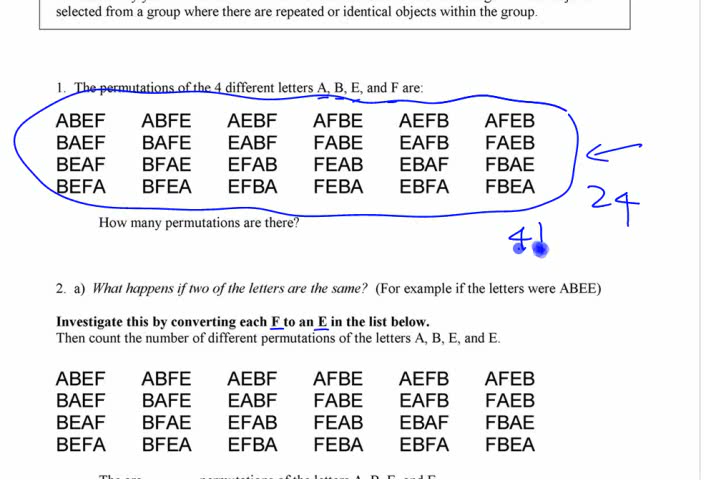 selected from a group where there are repeated or identical objects within the group.
1. The permutations of the 4 different letters A, B, E, and F are:
ABEF ABFE AEBF AFBE AEFB AFEB
BAEF BAFE EABF FABE EAFB FAEB
BEAF BFAE EFAB FEAB EBAF FBAE
BEFA BFEA EFBA FEBA EBFA FBEA
24
How many permutations are there?
4!
2. a) What happens if two of the letters are the same? (For example if the letters were ABEE)
Investigate this by converting each F to an E in the list below.
Then count the number of different permutations of the letters A, B, E, and E.
ABEF ABFE AEBF AFBE AEFB AFEB
BAEF BAFE EABF FABE EAFB FAEB
BEAF BFAE EFAB FEAB EBAF FBAE
BEFA BFEA EFBA FEBA EBFA FBEA